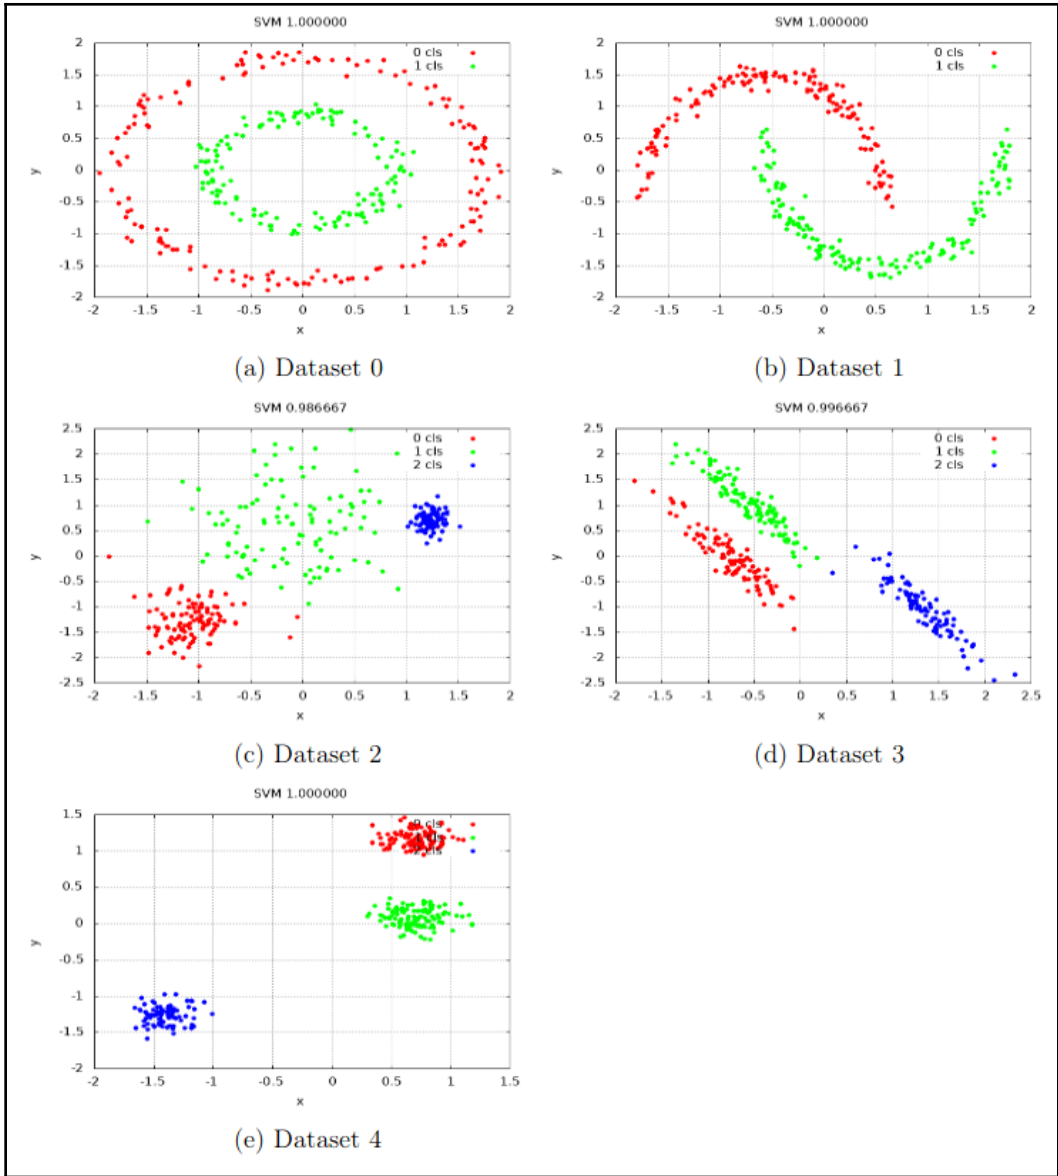 SVM 1.000000
0 cls
1 cls
2
1.5
1
0.5
0
-0.5
-1
-1.5
-2
y
-2 -1.5 -1 -0.5 0 0.5 1 1.5 2
x
(a) Dataset 0
SVM 1.000000
0 cls
1 cls
2
1.5
1
0.5
0
-0.5
-1
-1.5
-2
y
-2 -1.5 -1 -0.5 0 0.5 1 1.5 2
x
(b) Dataset 1
SVM 0.986667
0 cls
1 cls
2 cls
2.5
2
1.5
1
0.5
0
-0.5
-1
-1.5
-2
-2.5
y
-2 -1.5 -1 -0.5 0 0.5 1 1.5 2
x
(c) Dataset 2
SVM 0.996667
0 cls
1 cls
2 cls
2.5
2
1.5
1
0.5
0
-0.5
-1
-1.5
-2
-2.5
y
-2 -1.5 -1 -0.5 0 0.5 1 1.5 2 2.5
x
(d) Dataset 3
SVM 1.000000
0 cls
2 cls
1.5
1
0.5
0
-0.5
-1
-1.5
-2
y
-2 -1.5 -1 -0.5 0 0.5 1 1.5
x
(e) Dataset 4